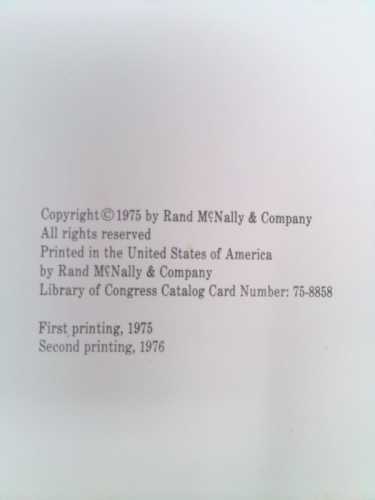 Copyright © 1975 by Rand McNally & Company
All rights reserved
Printed in the United States of America
by Rand McNally & Company
Library of Congress Catalog Card Number: 75-8858
First printing, 1975
Second printing, 1976